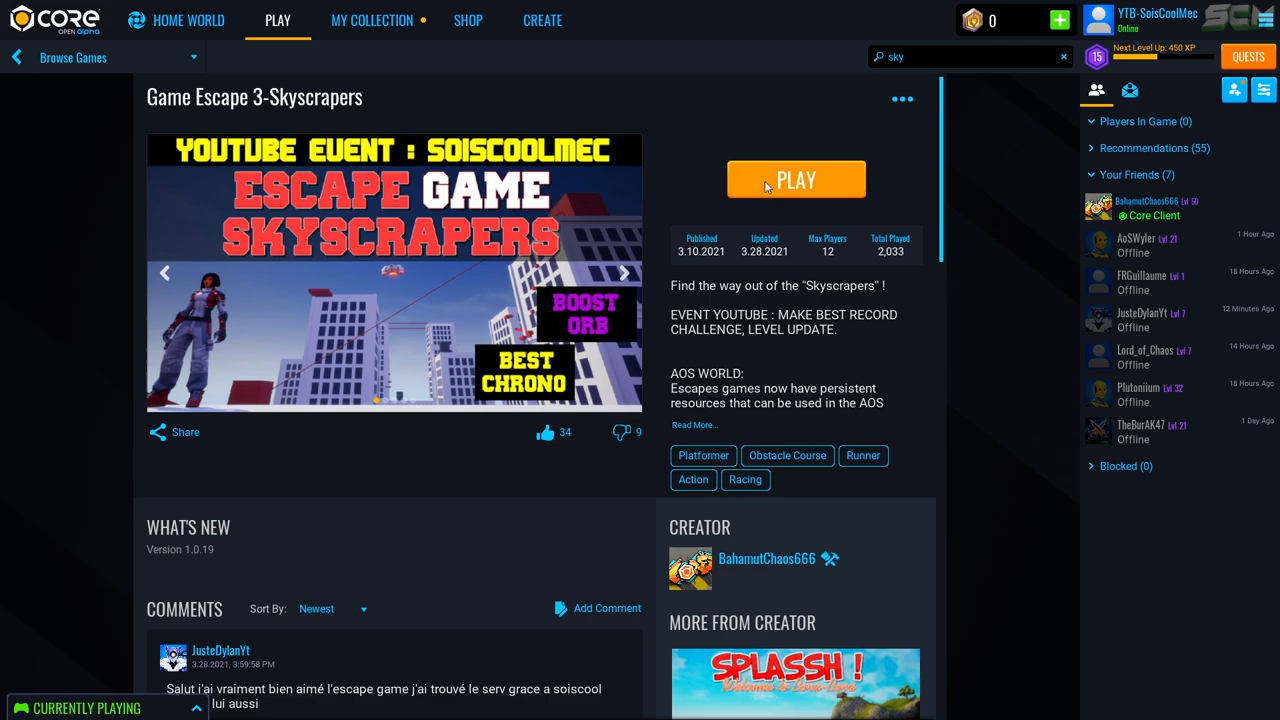 CORE
OPEN alpha
HOME WORLD
PLAY
MY COLLECTION
SHOP
CREATE
0
YTB-SoisCoolMec
Online
SCM
Browse Games
sky
15
Next Level Up: 450 XP
QUESTS
Game Escape 3-Skyscrapers
YOUTUBE EVENT : SOISCOOLMEC
ESCAPE GAME
SKYSCRAPERS
BOOST
ORB
BEST
CHRONO
Share
34
9
PLAY
Published
3.10.2021
Updated
3.28.2021
Max Players
12
Total Played
2,033
Find the way out of the "Skyscrapers" !
EVENT YOUTUBE : MAKE BEST RECORD
CHALLENGE, LEVEL UPDATE.
AOS WORLD:
Escapes games now have persistent
resources that can be used in the AOS
Read More...
Platformer
Obstacle Course
Runner
Action
Racing
WHAT'S NEW
Version 1.0.19
COMMENTS
Sort By:
Newest
Add Comment
JusteDylanYt
3.28.2021, 3:59:58 PM
Salut j'ai vraiment bien aimé l'escape game j'ai trouvé le serv grace a soiscool
lui aussi
CREATOR
BahamutChaos666
MORE FROM CREATOR
SPLASSH !
Welcome to Bora-Bora
Players In Game (0)
Recommendations (55)
Your Friends (7)
BahamutChaos666 Lvl 50
Core Client
AoSWyler Lvl 21
Offline
1 Hour Ago
FRGuillaume Lvl 1
Offline
18 Hours Ago
JusteDylanYt Lvl 7
Offline
12 Minutes Ago
Lord_of_Chaos Lvl 7
Offline
14 Hours Ago
Plutoniium Lvl 32
Offline
18 Hours Ago
TheBurAK47 Lvl 21
Offline
1 Day Ago
Blocked (0)
CURRENTLY PLAYING